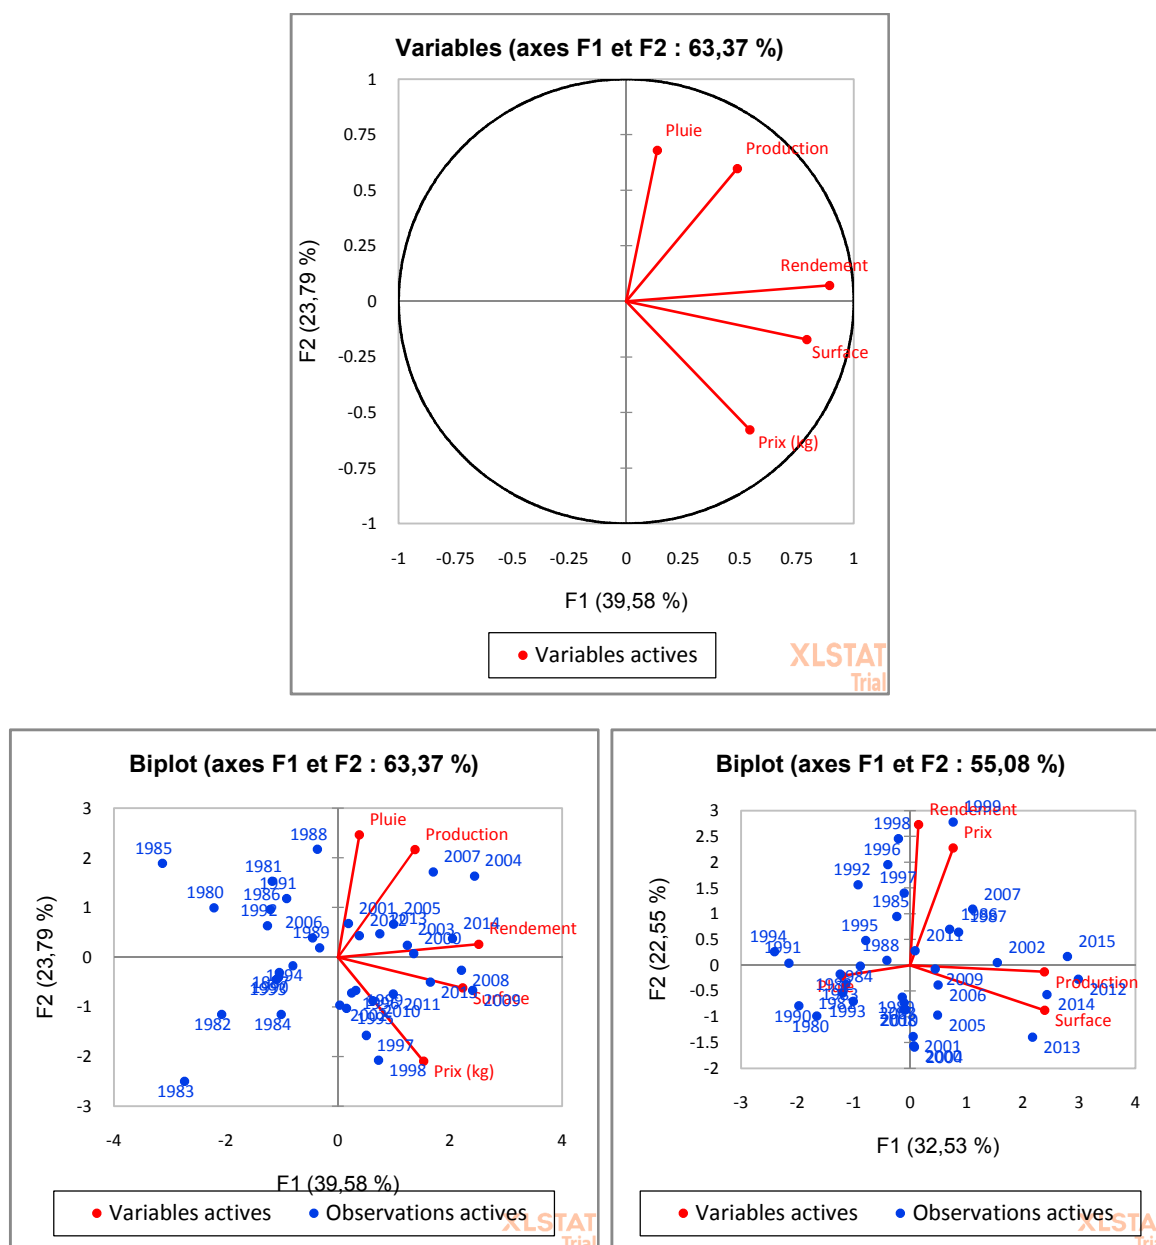 Variables (axes F1 et F2 : 63,37 %)
1
0.75
0.5
0.25
0
-0.25
-0.5
-0.75
-1
F2 (23,79 %)
Pluie
Production
Rendement
Surface
Prix (kg)
-1 -0.75 -0.5 -0.25 0 0.25 0.5 0.75 1
F1 (39,58 %)
Variables actives
XLSTAT
Trial
Biplot (axes F1 et F2 : 63,37 %)
3
2
1
0
-1
-2
-3
F2 (23,79 %)
Pluie
Production
1988
1985
2007 2004
1981
1991
1980
1986
1992
2001 2005
2006
2013
2014
2003
Rendement
1989
2000
1994
2008
Surface
2009
2011
2010
1982
1984
1995
1997
1998
Prix (kg)
1983
-4 -2 0 2 4
F1 (39,58 %)
Variables actives Observations actives
XLSTAT
Trial
Biplot (axes F1 et F2 : 55,08 %)
3
2.5
2
1.5
1
0.5
0
-0.5
-1
-1.5
-2
F2 (22,55 %)
Rendement
1999
1998
Prix
1996
1992
1997
1985
2007
1986
1987
1995
1994
1991
1988
2011
2002
2015
1984
2009
Production
2012
2006
2014
1990
1993
1980
Surface
2005
2013
2001
2004
-3 -2 -1 0 1 2 3 4
F1 (32,53 %)
Variables actives Observations actives
XLSTAT
Trial